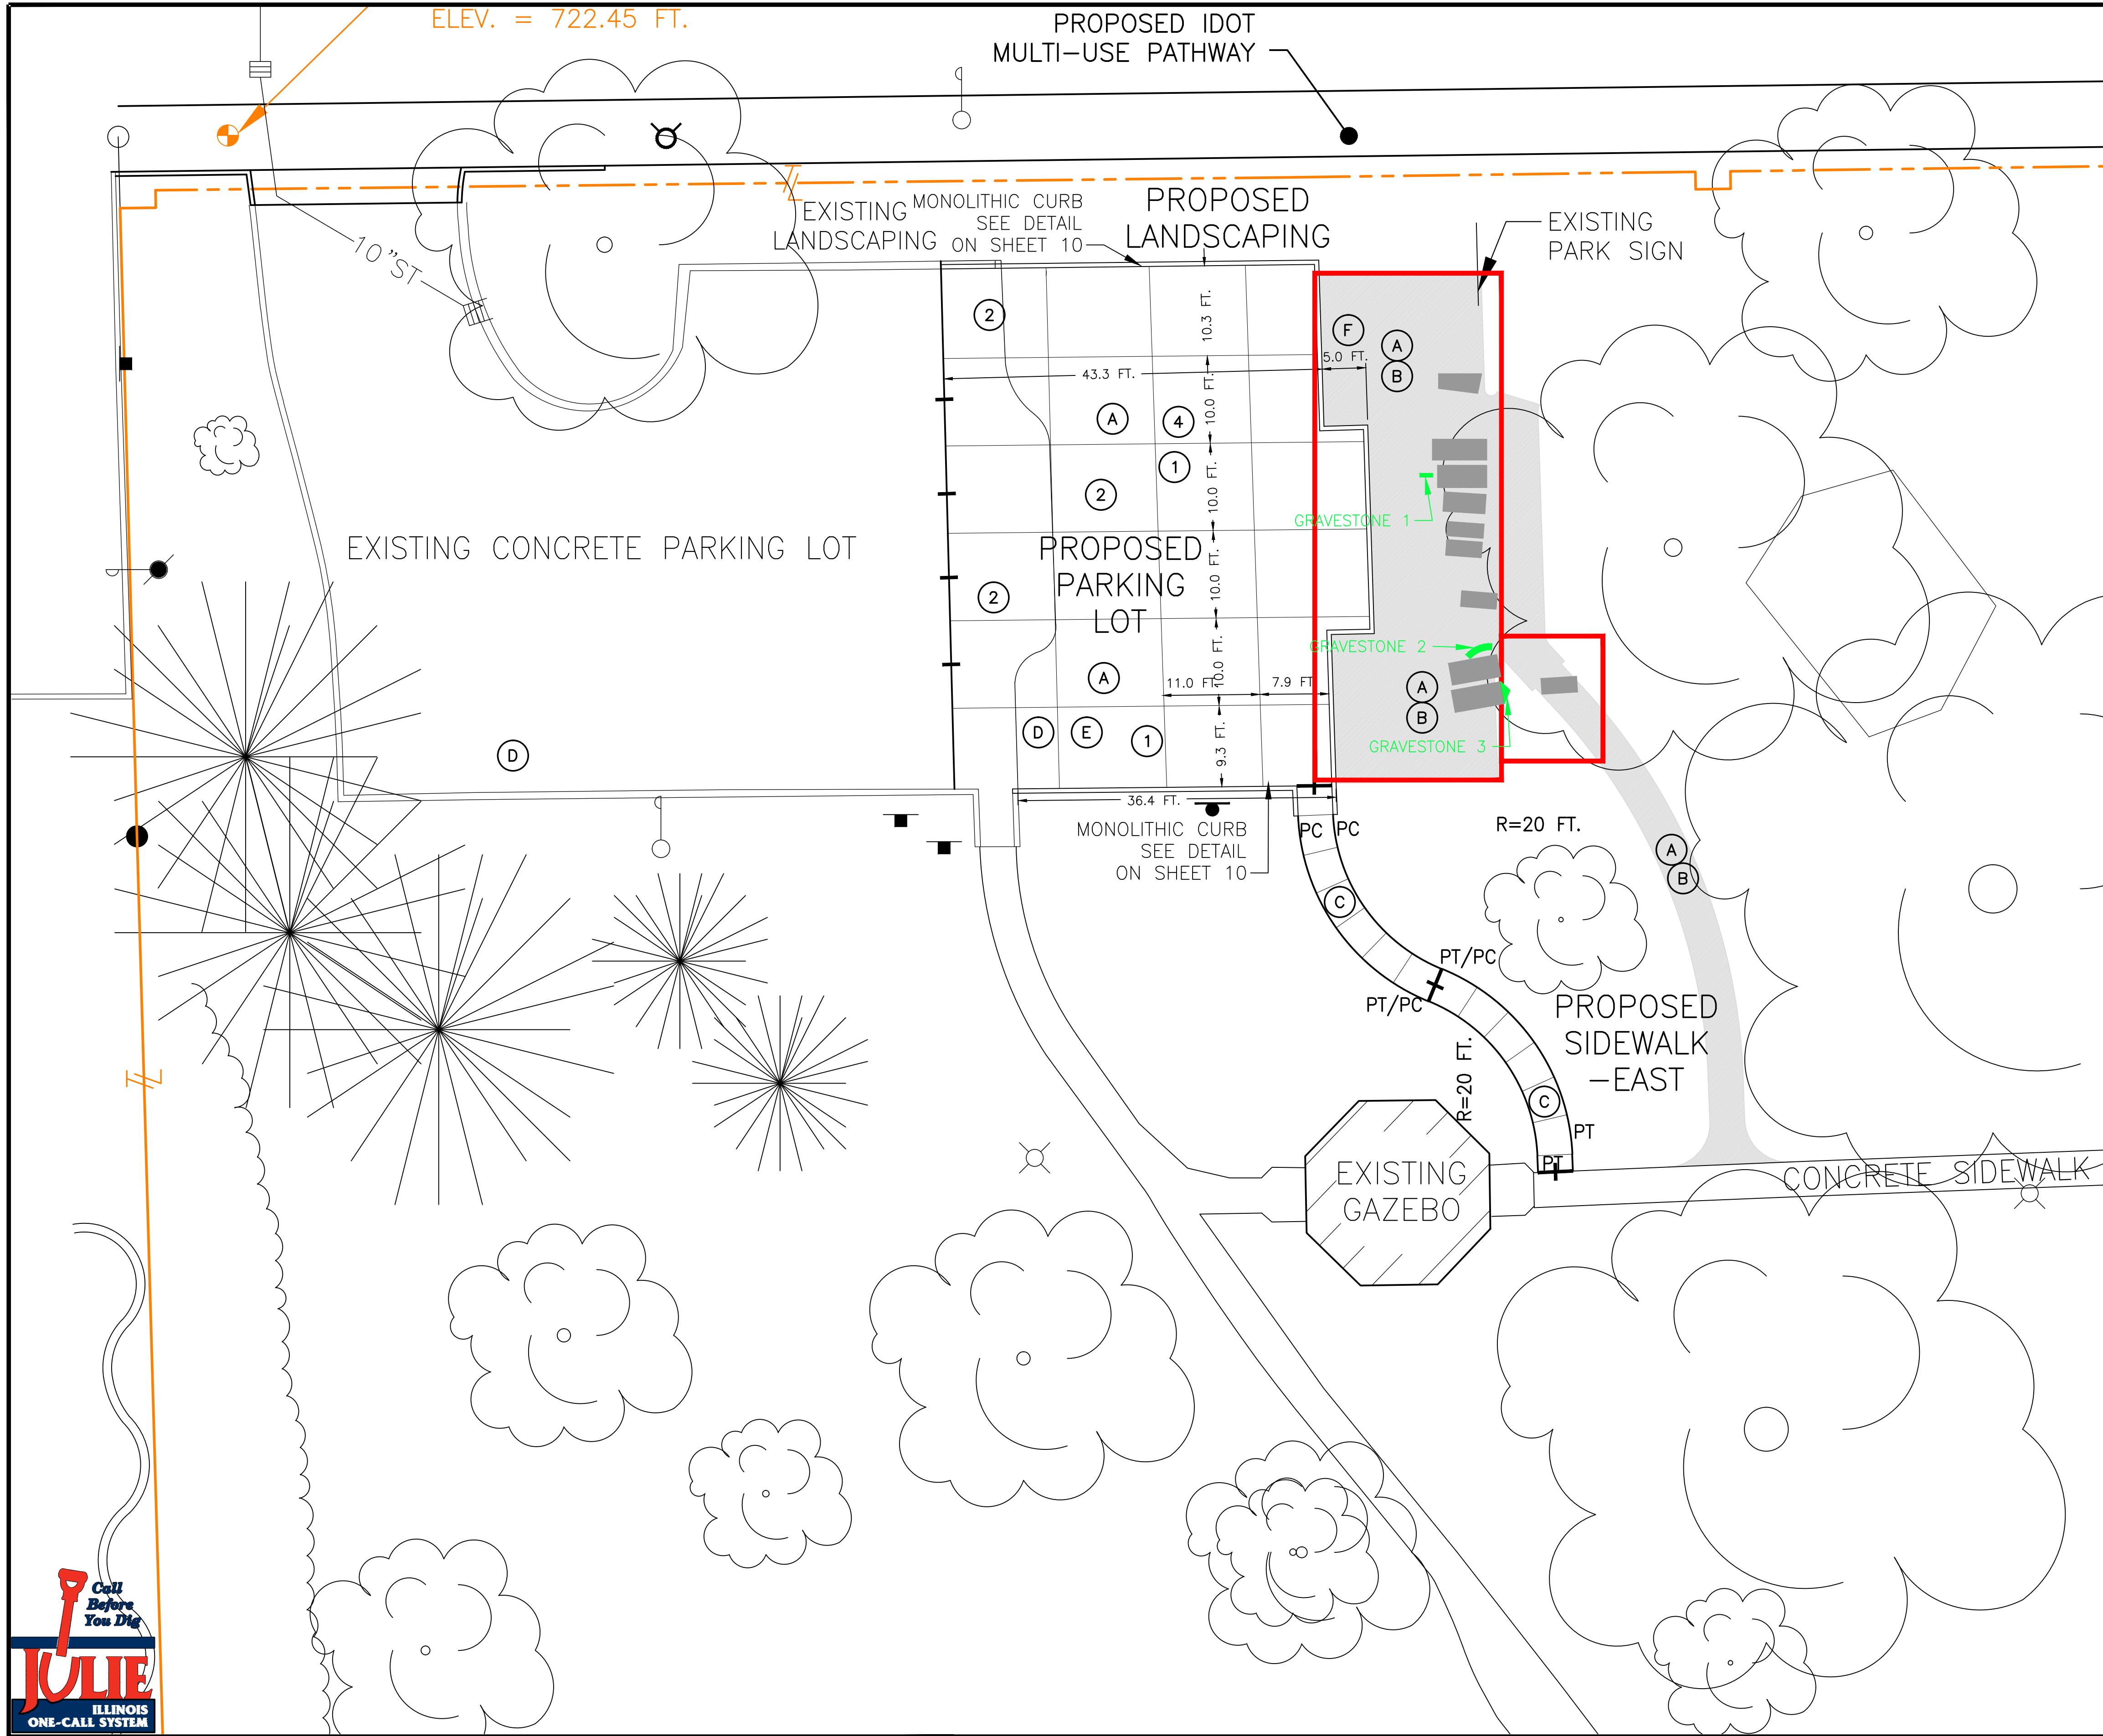 ELEV. = 722.45 FT.
PROPOSED IDOT
MULTI-USE PATHWAY
EXISTING
LANDSCAPING
MONOLITHIC CURB
SEE DETAIL
ON SHEET 10
PROPOSED
LANDSCAPING
EXISTING
PARK SIGN
10"ST
2
10.3 FT.
F
A
B
5.0 FT.
43.3 FT.
A
4
10.0 FT.
1
2
10.0 FT.
GRAVESTONE 1
EXISTING CONCRETE PARKING LOT
PROPOSED
PARKING
LOT
10.0 FT.
2
GRAVESTONE 2
10.0 FT.
A
11.0 FT.
7.9 FT
A
B
D
E
1
9.3 FT.
GRAVESTONE 3
D
36.4 FT.
MONOLITHIC CURB
SEE DETAIL
ON SHEET 10
PC
PC
R=20 FT.
A
B
C
PT/PC
PT/PC
PROPOSED
SIDEWALK
-EAST
R=20 FT.
C
PT
PT
EXISTING
GAZEBO
CONCRETE SIDEWALK
Call
Before
You Dig
JULIE
ILLINOIS
ONE-CALL SYSTEM